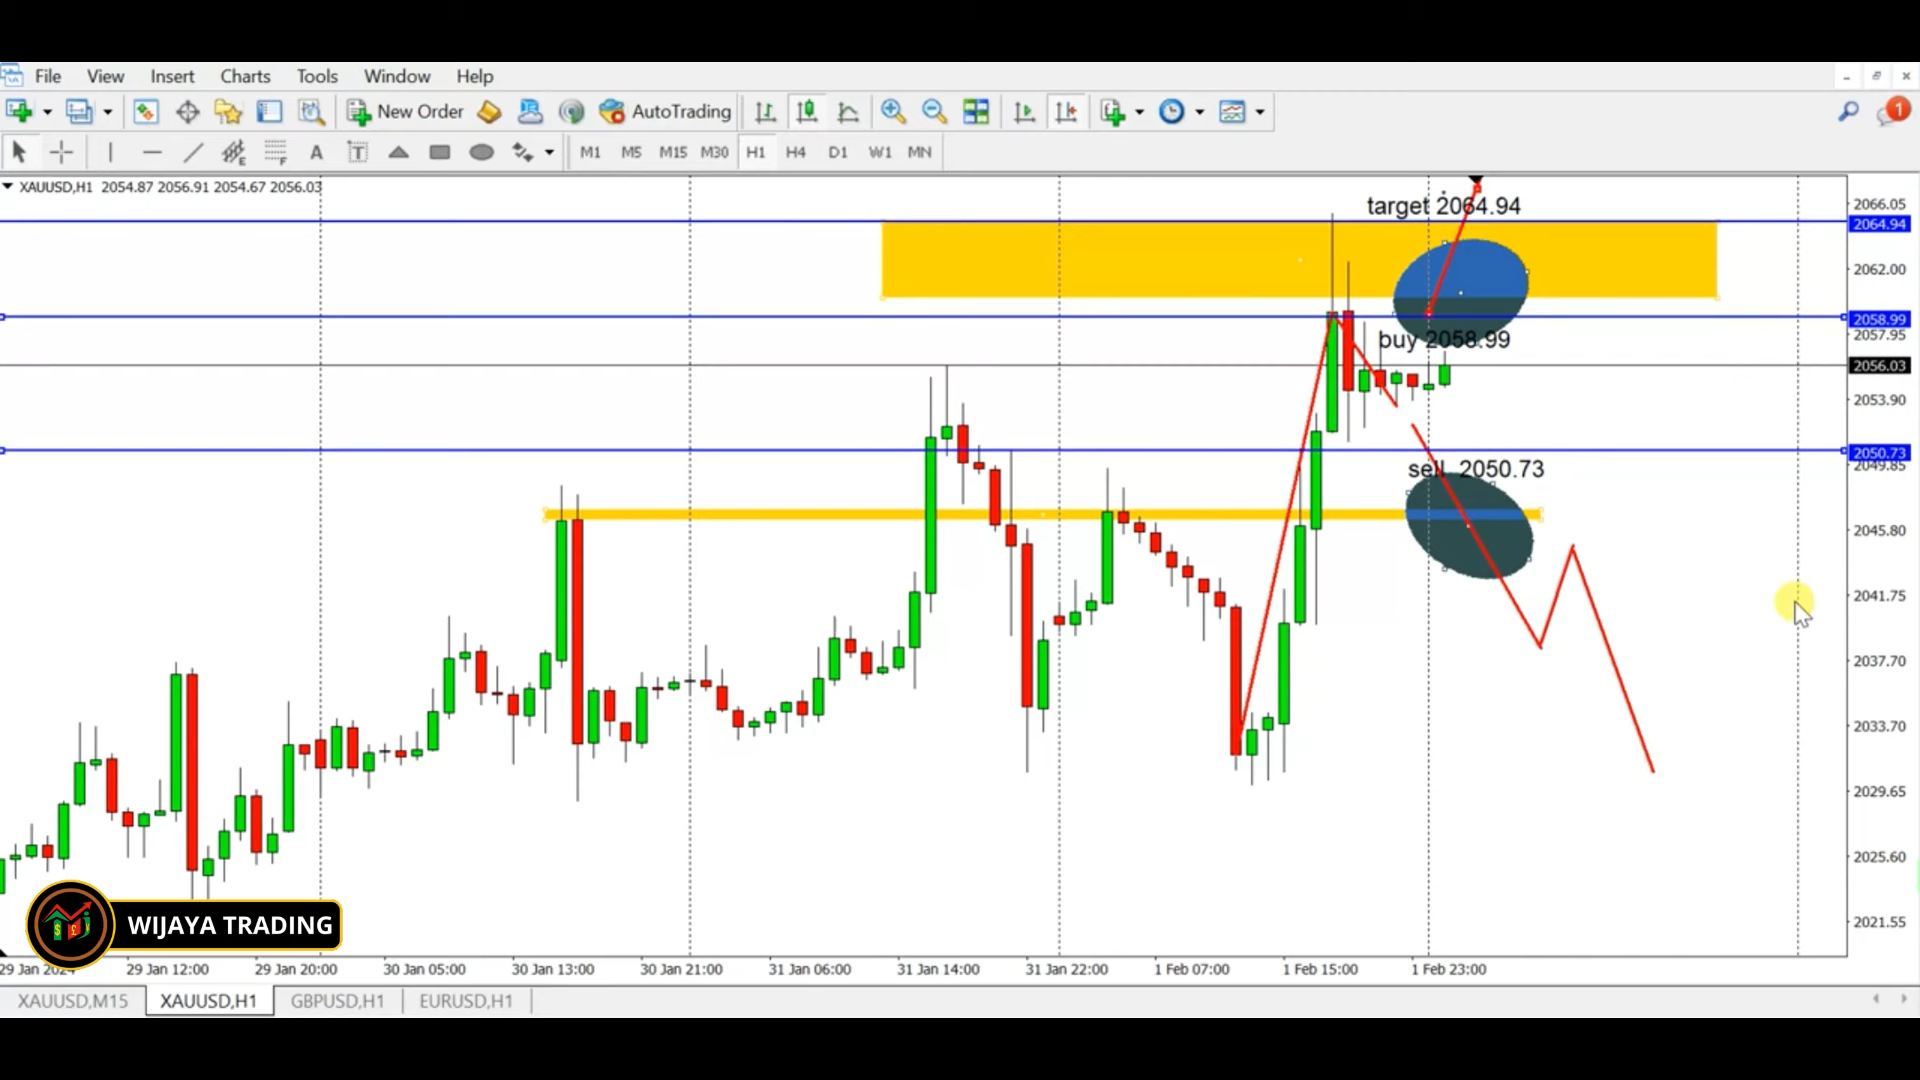 File View Insert Charts Tools Window Help
New Order AutoTrading 1
A T M1 M5 M15 M30 H1 H4 D1 W1 MN
XAUUSD,H1 2054.87 2056.91 2054.67 2056.03
target 2064.94
2066.05
2064.94
2062.00
2058.99
buy 2058.99
2057.95
2056.03
2053.90
2050.73
sell 2050.73
2049.85
2045.80
2041.75
2037.70
2033.70
2029.65
2025.60
2021.55
WIJAYA TRADING
29 Jan 2024 29 Jan 12:00 29 Jan 20:00 30 Jan 05:00 30 Jan 13:00 30 Jan 21:00 31 Jan 06:00 31 Jan 14:00 31 Jan 22:00 1 Feb 07:00 1 Feb 15:00 1 Feb 23:00
XAUUSD,M15 XAUUSD,H1 GBPUSD,H1 EURUSD,H1